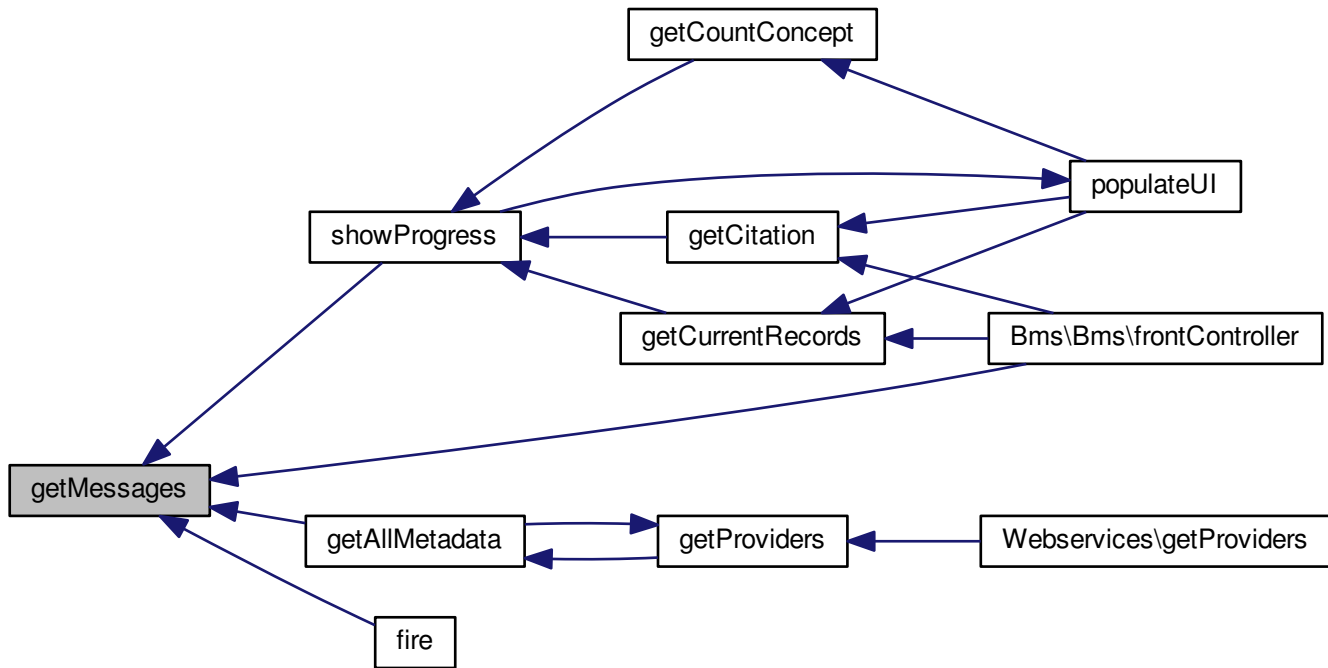 getCountConcept
populateUI
showProgress
getCitation
getCurrentRecords
Bms\Bms\frontController
getMessages
getAllMetadata
getProviders
Webservices\getProviders
fire